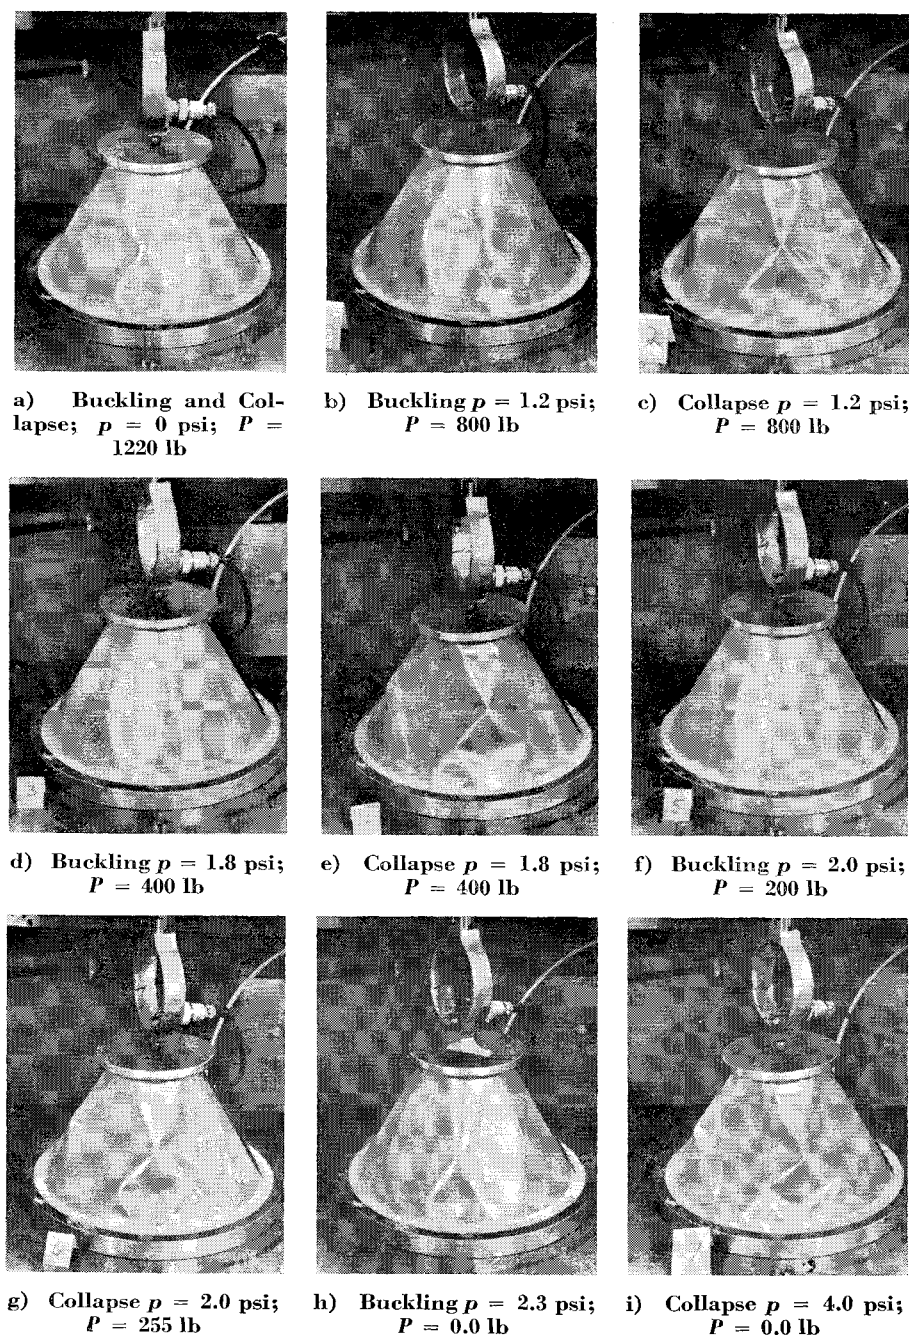 a) Buckling and Col-
lapse; p = 0 psi; P =
1220 lb
b) Buckling p = 1.2 psi;
P = 800 lb
c) Collapse p = 1.2 psi;
P = 800 lb
d) Buckling p = 1.8 psi;
P = 400 lb
e) Collapse p = 1.8 psi;
P = 400 lb
f) Buckling p = 2.0 psi;
P = 200 lb
g) Collapse p = 2.0 psi;
P = 255 lb
h) Buckling p = 2.3 psi;
P = 0.0 lb
i) Collapse p = 4.0 psi;
P = 0.0 lb